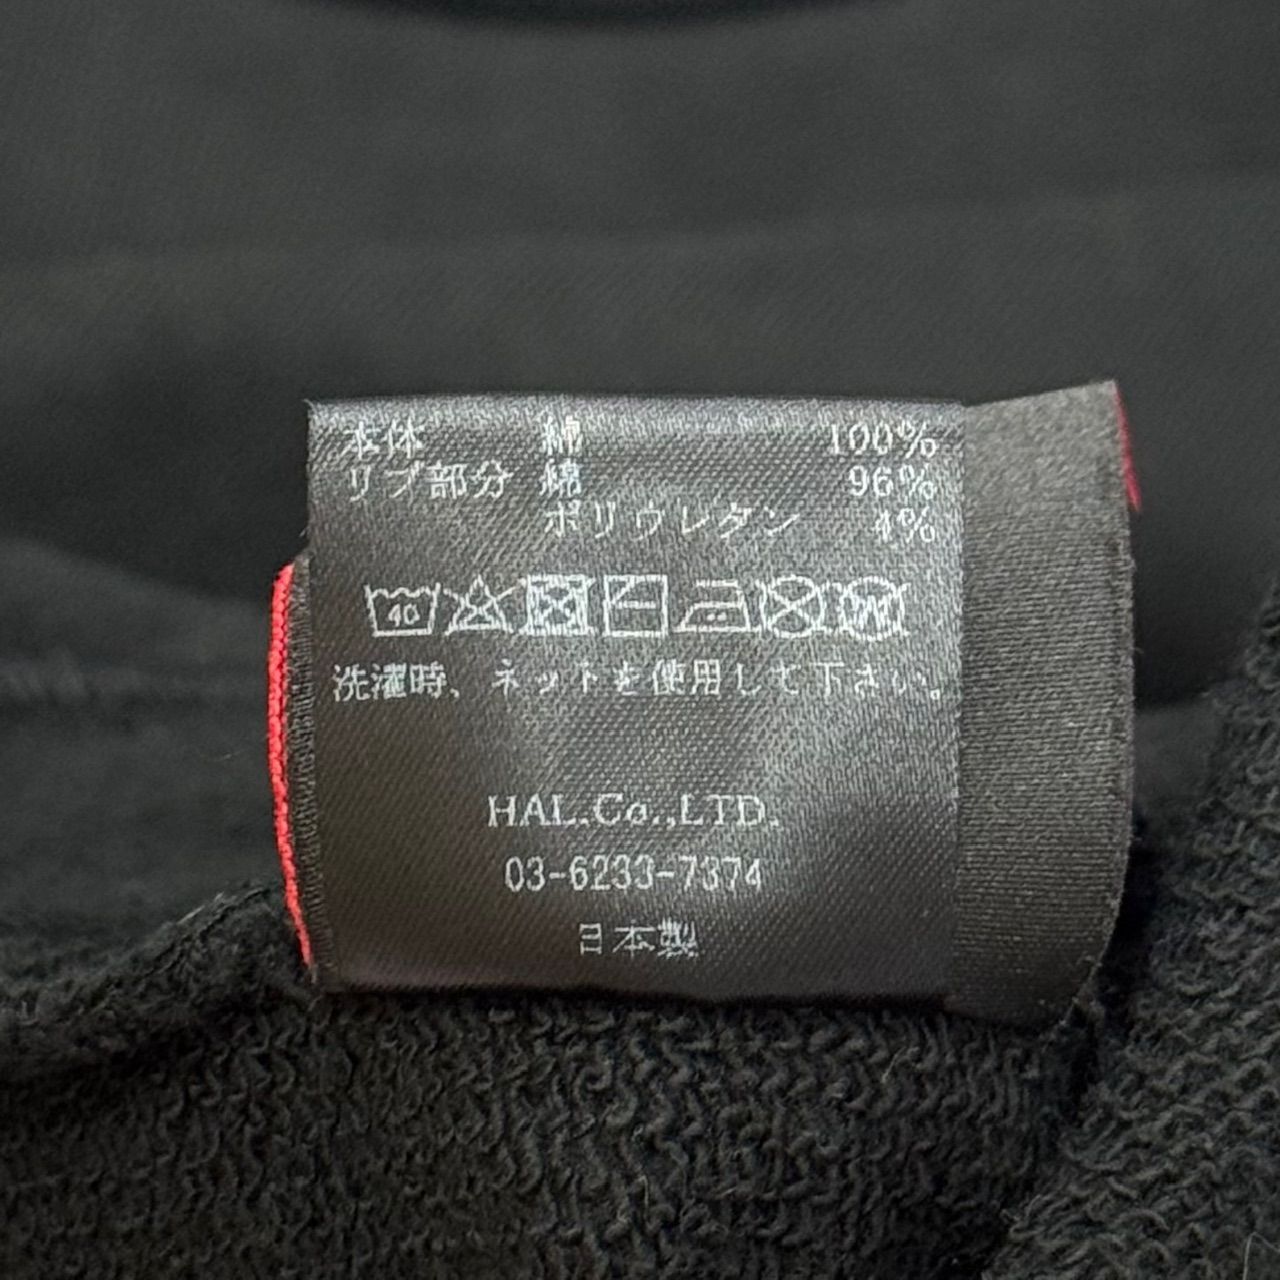 本体 綿 100%
リブ部分 綿 96%
ポリウレタン 4%
40
洗濯時、ネットを使用して下さい。
HAL.Co.,LTD.
03-6233-7374
日本製